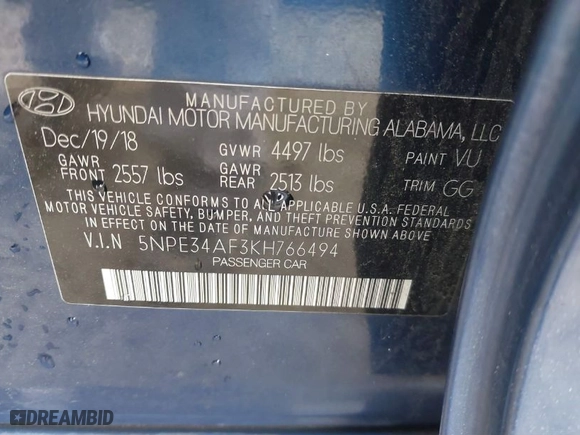 MANUFACTURED BY
HYUNDAI MOTOR MANUFACTURING ALABAMA, LLC
Dec/19/18 GVWR 4497 lbs PAINT VU
GAWR FRONT 2557 lbs GAWR REAR 2513 lbs TRIM GG
THIS VEHICLE CONFORMS TO ALL APPLICABLE U.S.A. FEDERAL
MOTOR VEHICLE SAFETY, BUMPER, AND THEFT PREVENTION STANDARDS
IN EFFECT ON THE DATE OF MANUFACTURE SHOWN ABOVE.
V.I.N 5NPE34AF3KH766494
PASSENGER CAR
DREAMBID